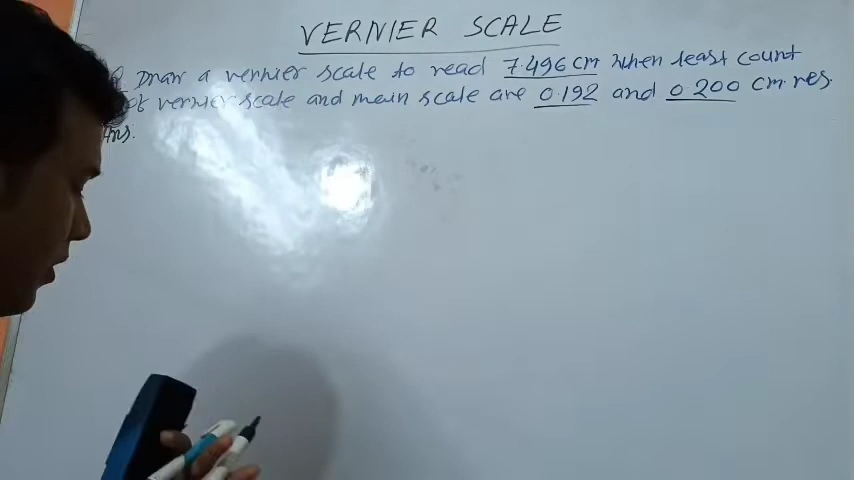 VERNIER SCALE
Draw a vernier scale to read 7.496 cm when least count
of vernier scale and main scale are 0.192 and 0.200 cm res.
Ans.